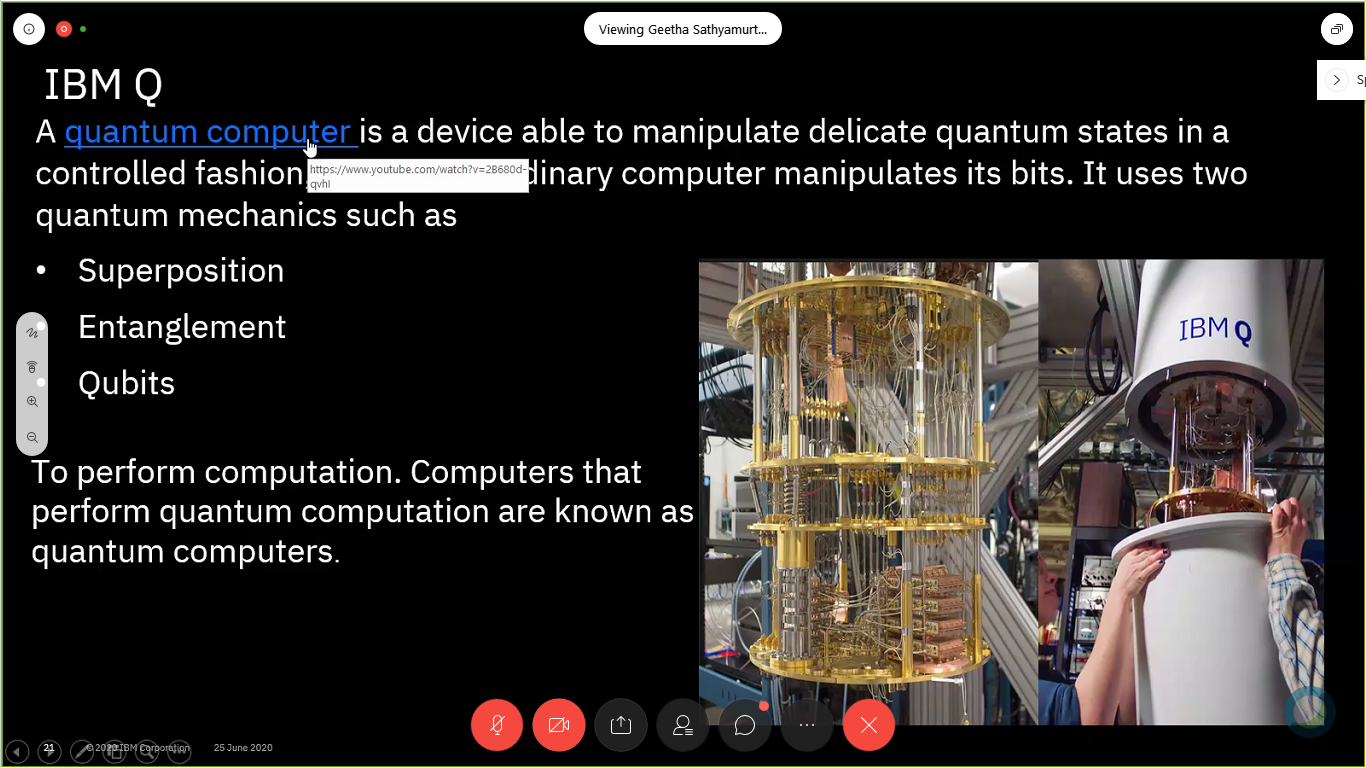 Viewing Geetha Sathyamurt...
IBM Q
A quantum computer is a device able to manipulate delicate quantum states in a
controlled fashion, dinary computer manipulates its bits. It uses two
https://www.youtube.com/watch?v=2B680d-
qvhI
quantum mechanics such as
• Superposition
Entanglement
Qubits
To perform computation. Computers that
perform quantum computation are known as
quantum computers.
IBM Q
21 © 2020 IBM Corporation 25 June 2020